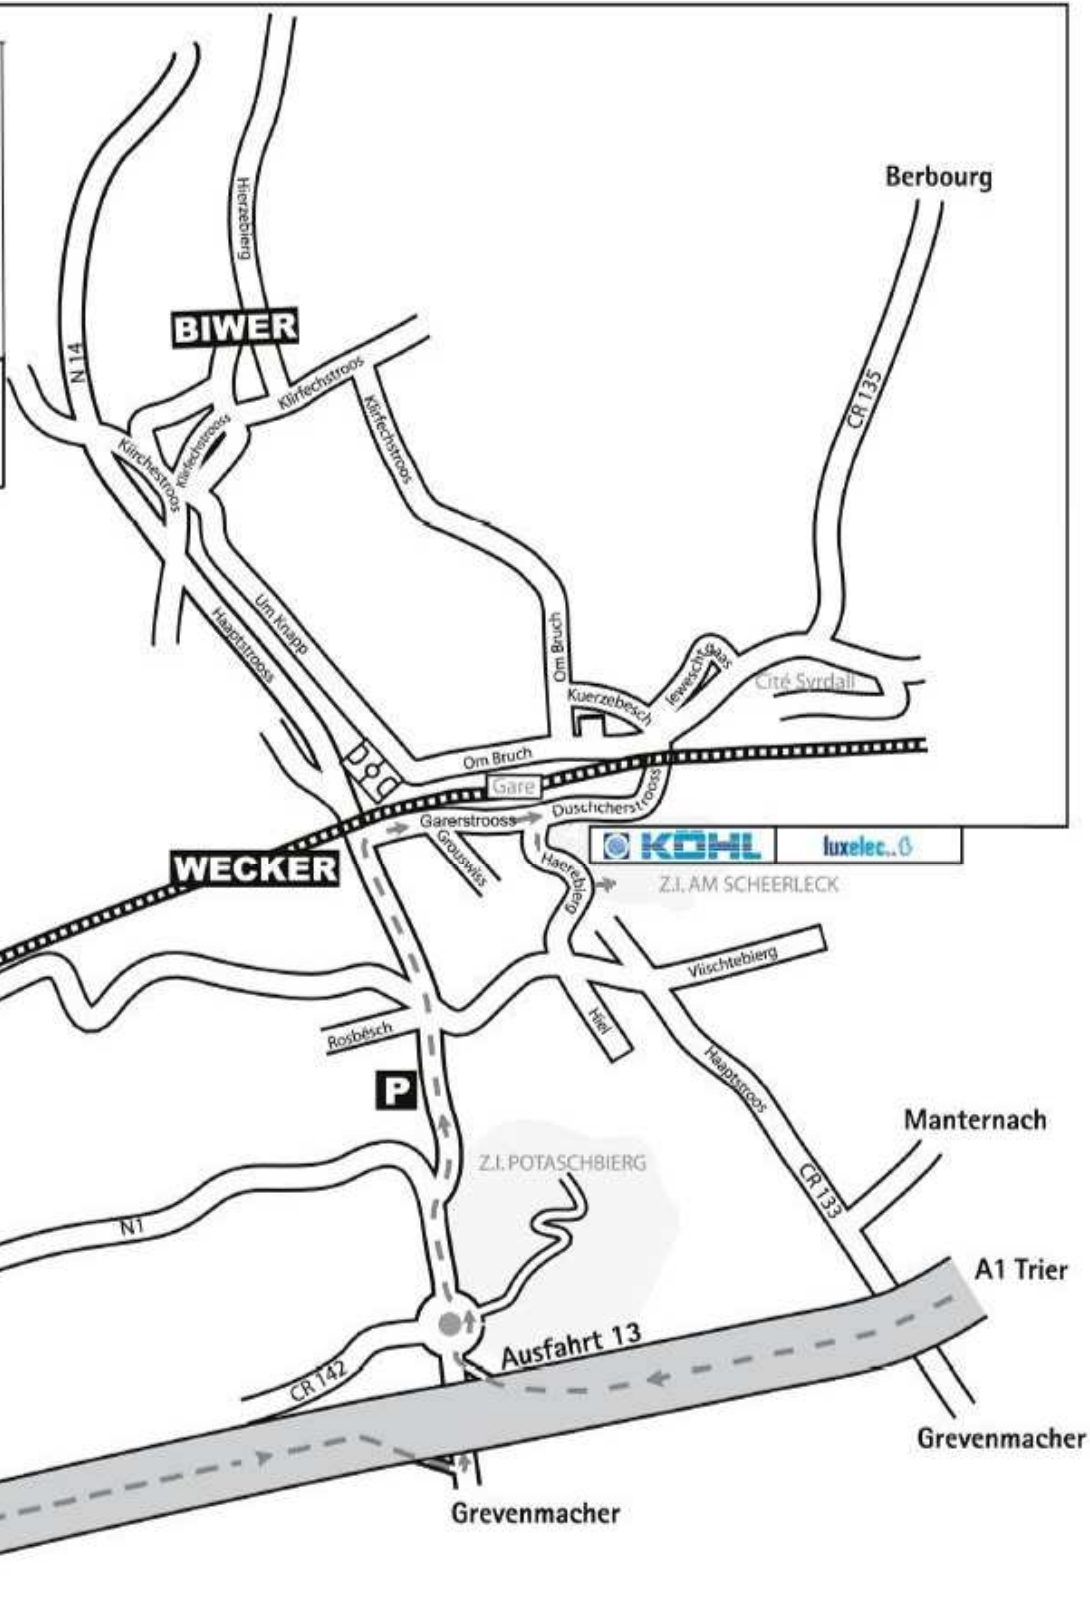 Hierzebierg
Berbourg
BIWER
N 14
Klirfechstroos
Klirfechstroos
CR 135
Kiirchestroos
Klirfechstrooss
Um Knapp
Haaptstrooss
Om Bruch
Kuerzebesch
Iewescht gaas
Cité Syrdall
Om Bruch
Gare
Duschcherstrooss
Garerstrooss
Grouswiss
KÖHL
luxelec..
WECKER
Haerebierg
Z.I. AM SCHEERLECK
Vlischtebierg
Hiel
Rosbësch
P
Haaptstroos
Manternach
Z.I. POTASCHBIERG
CR 133
N1
A1 Trier
Ausfahrt 13
CR 142
Grevenmacher
Grevenmacher